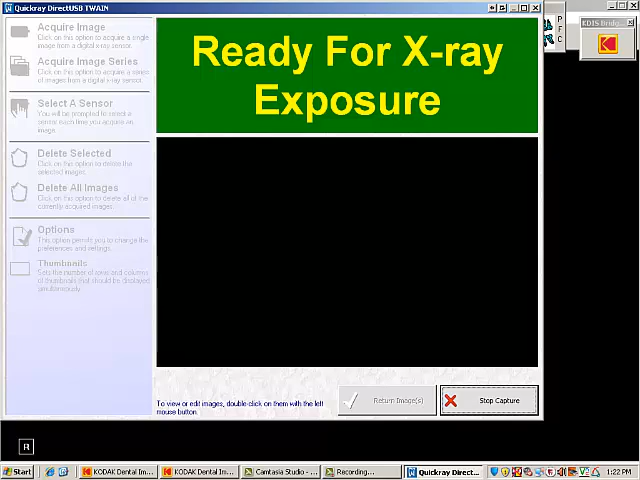 Quickray DirectUSB TWAIN
KDIS bridg...
P
F
C
Acquire Image
Click on this option to acquire a single
image from a digital x-ray sensor.
Acquire Image Series
Click on this option to acquire a series
of images from a digital x-ray sensor.
Select A Sensor
You will be prompted to select a
sensor each time you acquire an
image.
Delete Selected
Click on this option to delete the
selected images.
Delete All Images
Click on this option to delete all of the
currently acquired images.
Options
This option permits you to change the
preferences and settings.
Thumbnails
Sets the number of rows and columns
of thumbnails that should be displayed
simultaneously.
Ready For X-ray
Exposure
To view or edit images, double-click on them with the left
mouse button.
Return Image(s)
Stop Capture
R
Start
KODAK Dental Im...
KODAK Dental Im...
Camtasia Studio - ...
Recording...
Quickray Direct...
1:22 PM